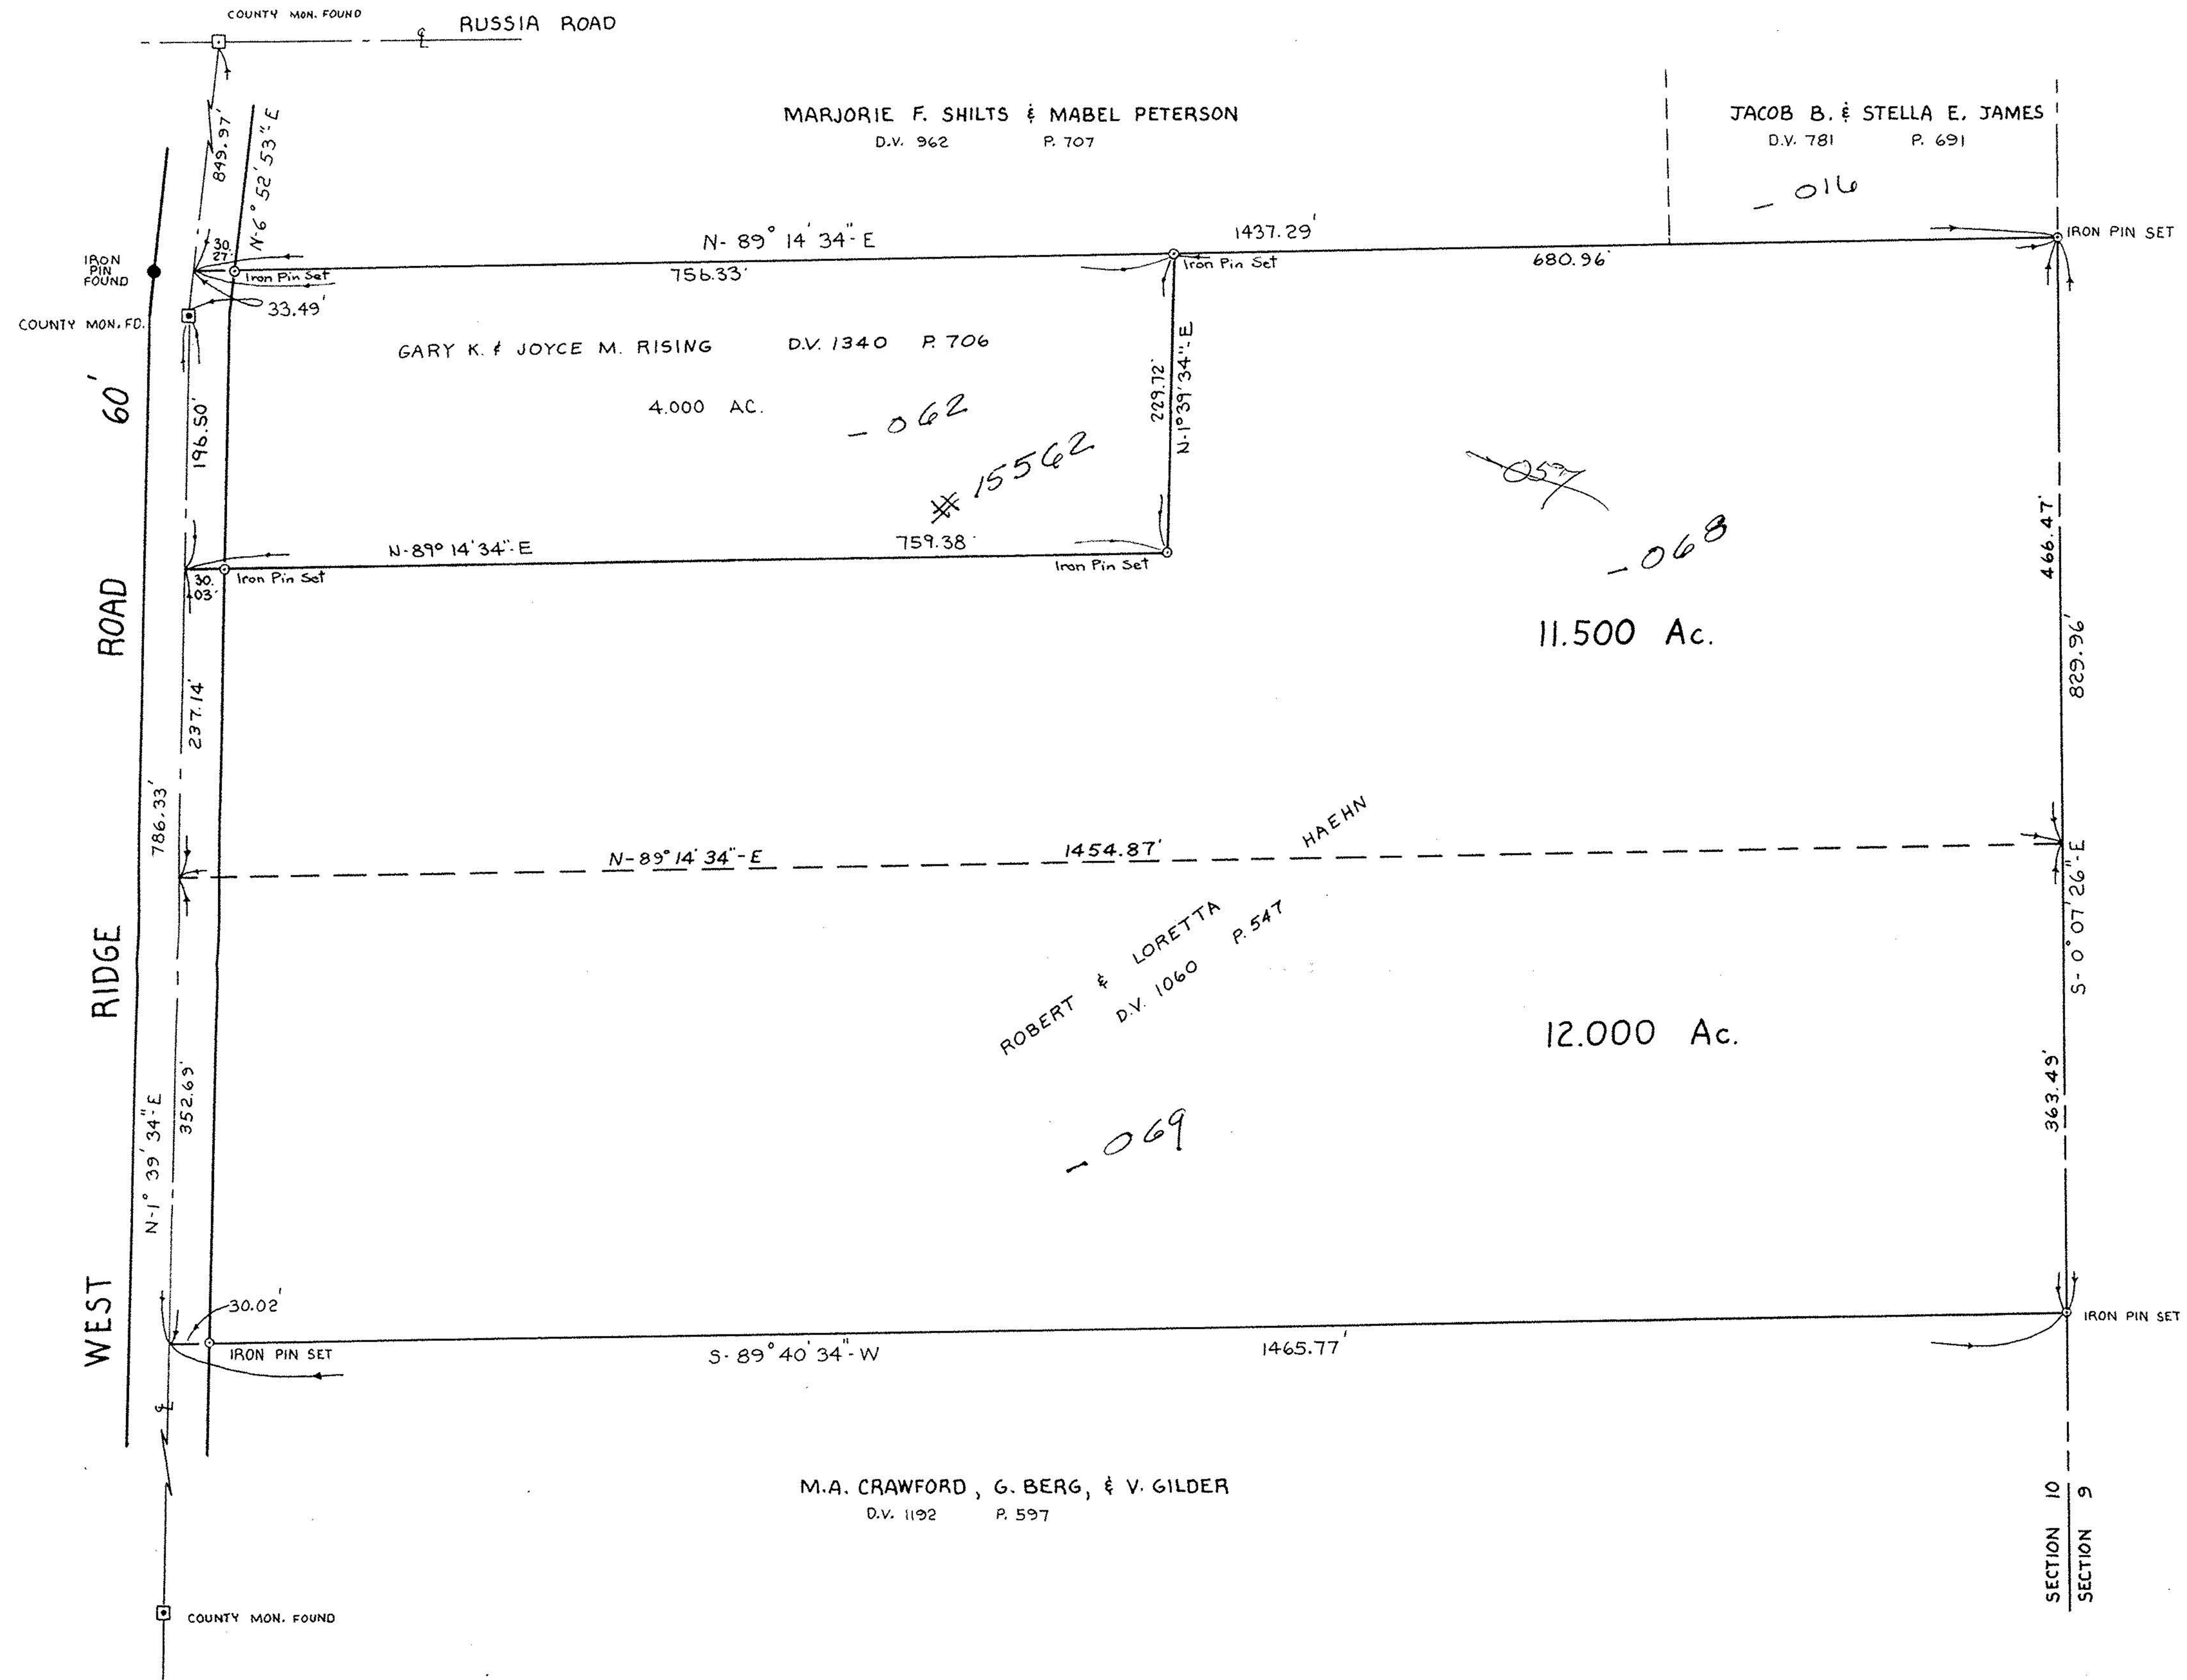 COUNTY MON. FOUND
℄ RUSSIA ROAD
849.97'
N-6° 52' 53"-E
MARJORIE F. SHILTS & MABEL PETERSON
D.V. 962 P. 707
JACOB B. & STELLA E. JAMES
D.V. 781 P. 691
- 016
IRON PIN FOUND
30.27'
Iron Pin Set
N- 89° 14' 34"- E
1437.29'
756.33'
Iron Pin Set
680.96'
IRON PIN SET
33.49'
COUNTY MON. FD.
GARY K. & JOYCE M. RISING D.V. 1340 P. 706
4.000 AC.
- 062
# 15562
229.72'
N-1° 39' 34"-E
196.50'
057
- 068
11.500 Ac.
466.47'
829.96'
N-89° 14' 34"-E
759.38'
Iron Pin Set
30.03'
Iron Pin Set
237.14'
786.33'
N-89° 14' 34"-E
1454.87'
ROBERT & LORETTA HAEHN
D.V. 1060 P. 547
S- 0° 07' 26"-E
12.000 Ac.
363.49'
- 069
352.69'
N-1° 39' 34"-E
WEST RIDGE ROAD 60'
30.02'
IRON PIN SET
S- 89° 40' 34"- W
1465.77'
IRON PIN SET
℄
M.A. CRAWFORD, G. BERG, & V. GILDER
D.V. 1192 P. 597
SECTION 10
SECTION 9
COUNTY MON. FOUND